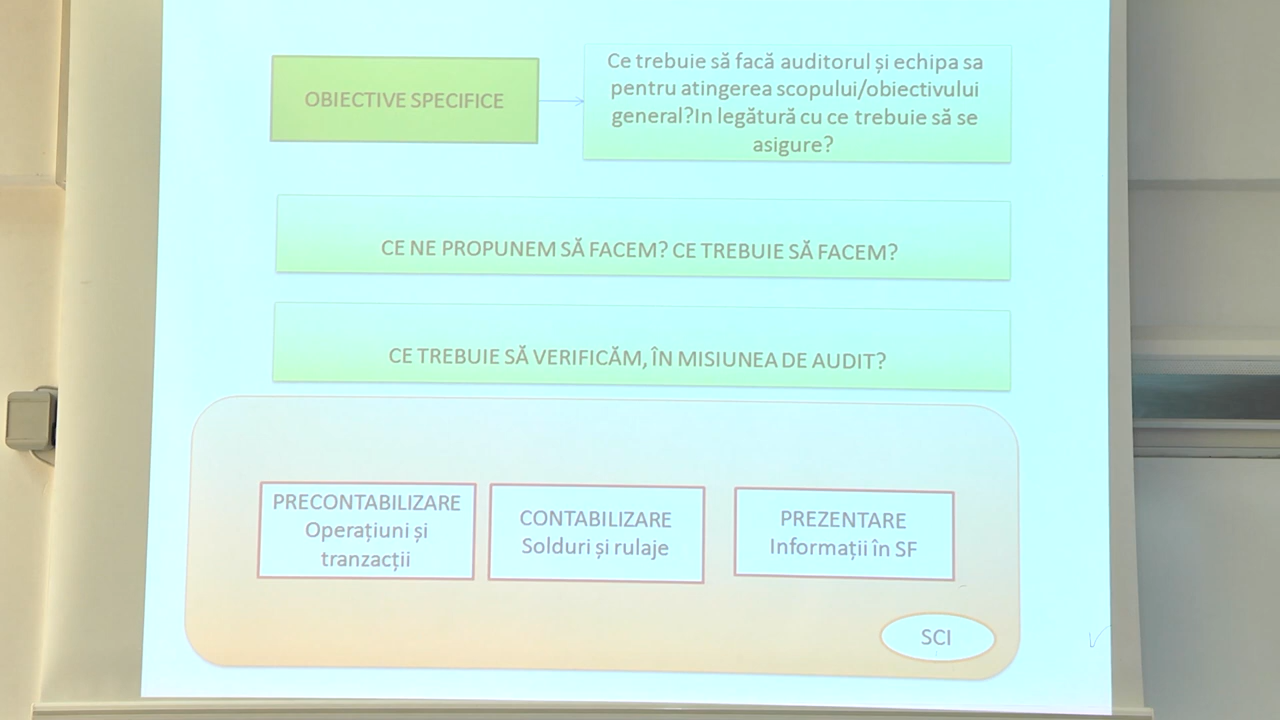 OBIECTIVE SPECIFICE
Ce trebuie să facă auditorul și echipa sa
pentru atingerea scopului/obiectivului
general?In legătură cu ce trebuie să se
asigure?
CE NE PROPUNEM SĂ FACEM? CE TREBUIE SĂ FACEM?
CE TREBUIE SĂ VERIFICĂM, ÎN MISIUNEA DE AUDIT?
PRECONTABILIZARE
Operațiuni și
tranzacții
CONTABILIZARE
Solduri și rulaje
PREZENTARE
Informații în SF
SCI